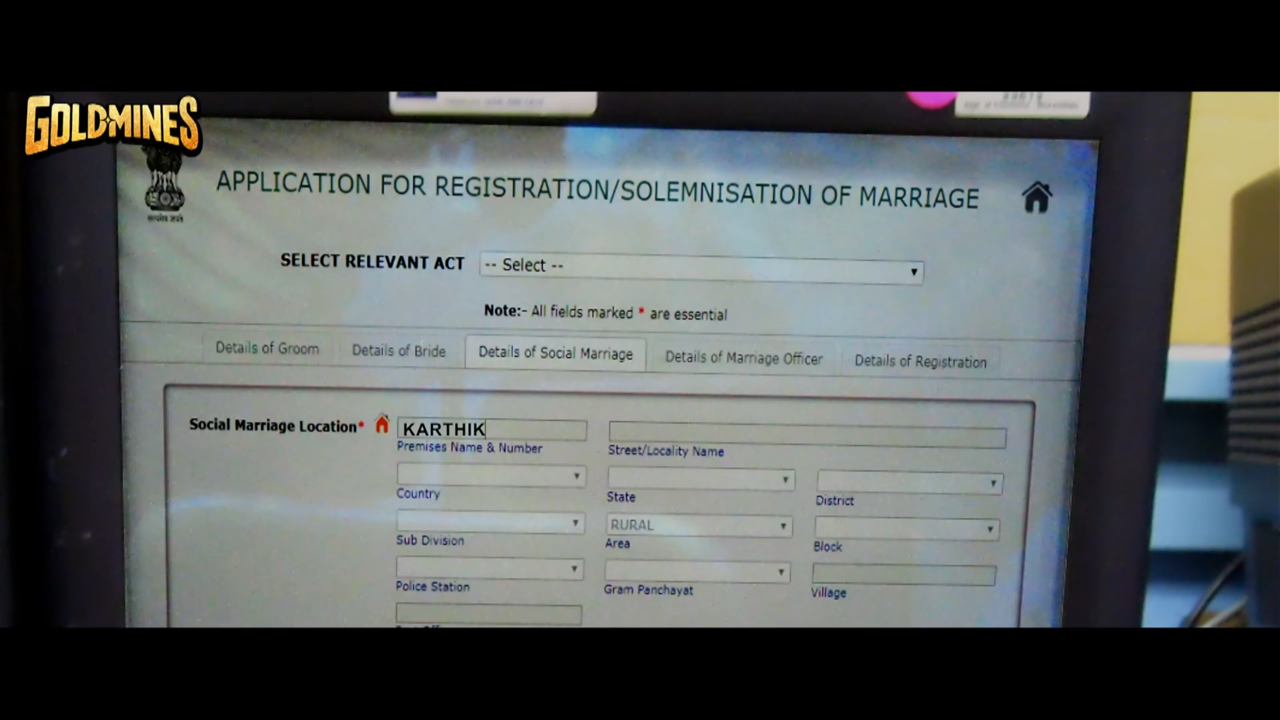 GOLDMINES
सत्यमेव जयते
APPLICATION FOR REGISTRATION/SOLEMNISATION OF MARRIAGE
SELECT RELEVANT ACT -- Select --
Note:- All fields marked * are essential
Details of Groom Details of Bride Details of Social Marriage Details of Marriage Officer Details of Registration
Social Marriage Location* KARTHIK
Premises Name & Number Street/Locality Name
Country State District
RURAL
Sub Division Area Block
Police Station Gram Panchayat Village